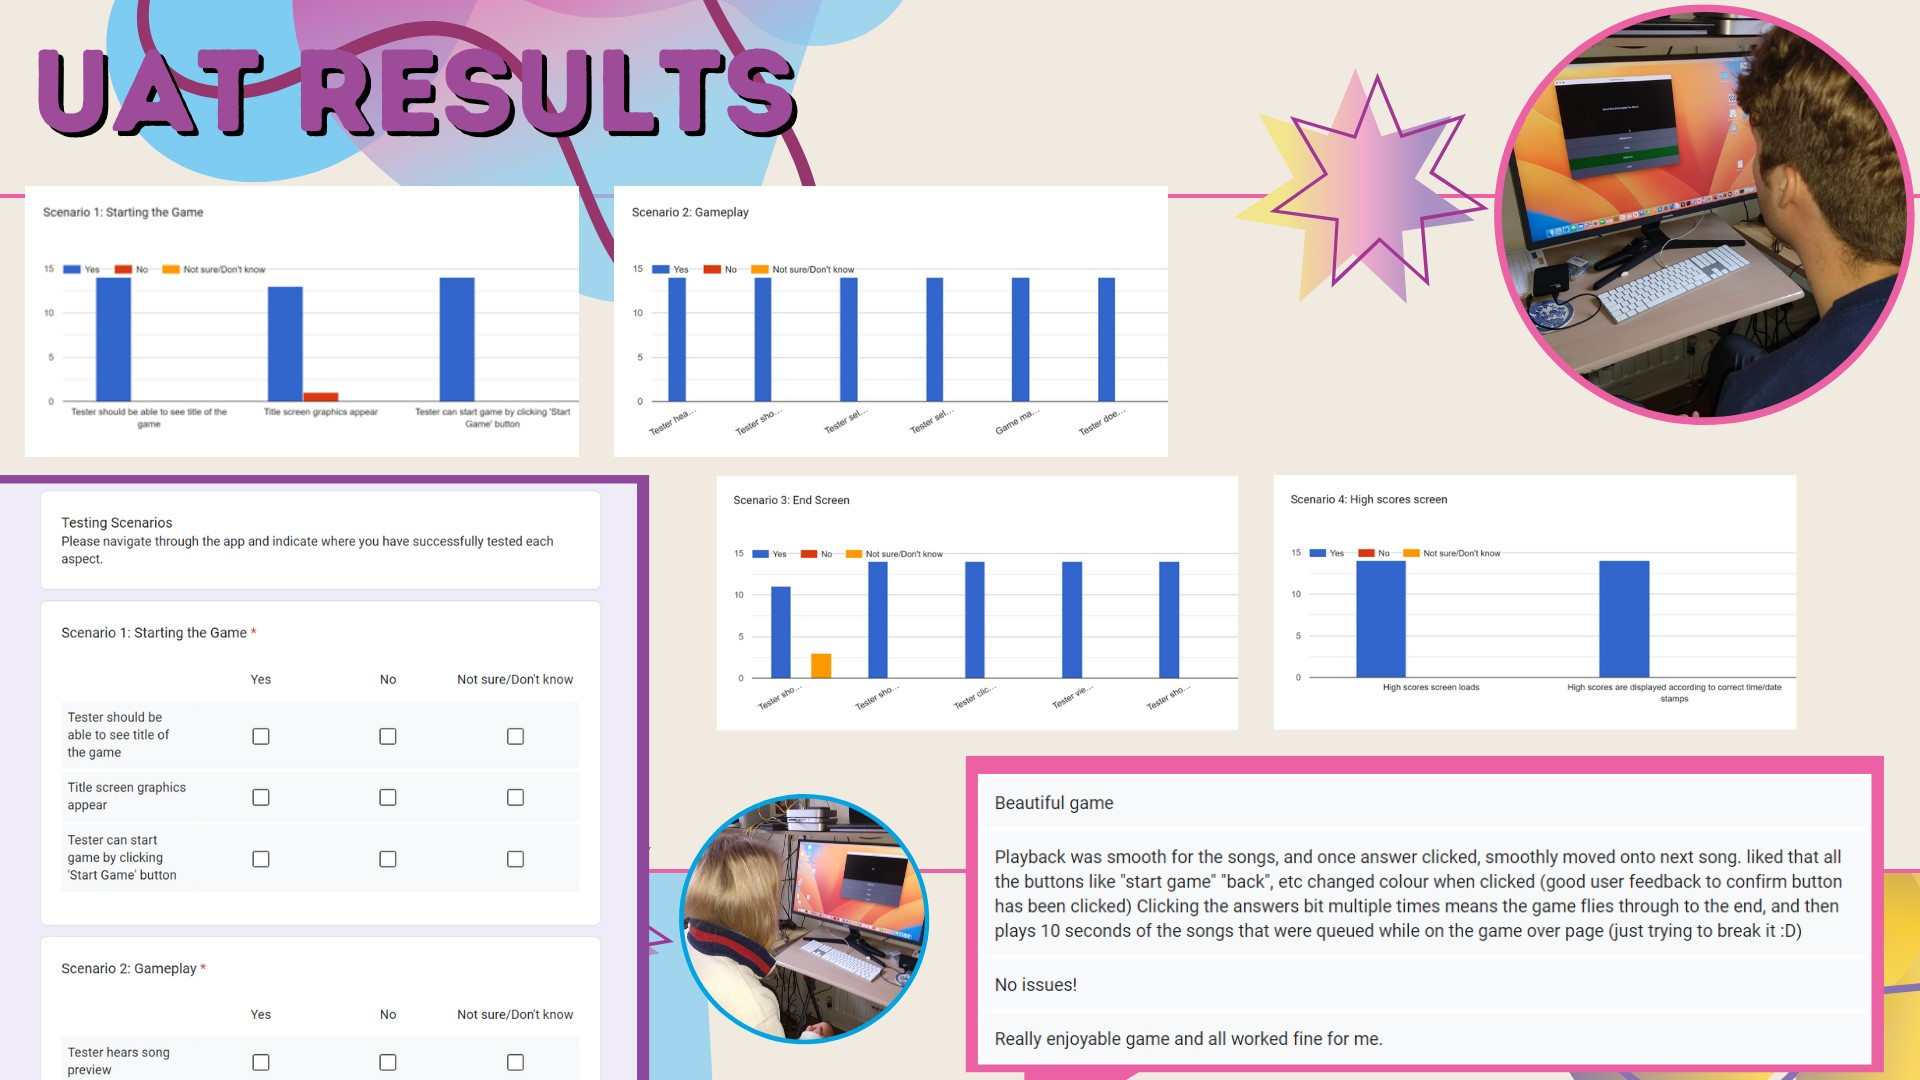 UAT RESULTS
Scenario 1: Starting the Game
15
Yes
No
Not sure/Don't know
10
5
0
Tester should be able to see title of the
game
Title screen graphics appear
Tester can start game by clicking 'Start
Game' button
Scenario 2: Gameplay
15
Yes
No
Not sure/Don't know
10
5
0
Tester hea...
Tester sho...
Tester sel...
Tester sel...
Game ma...
Tester doe...
Testing Scenarios
Please navigate through the app and indicate where you have successfully tested each
aspect.
Scenario 1: Starting the Game *
Yes
No
Not sure/Don't know
Tester should be
able to see title of
the game
Title screen graphics
appear
Tester can start
game by clicking
'Start Game' button
Scenario 2: Gameplay *
Yes
No
Not sure/Don't know
Tester hears song
preview
Scenario 3: End Screen
15
Yes
No
Not sure/Don't know
10
5
0
Tester sho...
Tester sho...
Tester clic...
Tester vie...
Tester sho...
Scenario 4: High scores screen
15
Yes
No
Not sure/Don't know
10
5
0
High scores screen loads
High scores are displayed according to correct time/date
stamps
Beautiful game
Playback was smooth for the songs, and once answer clicked, smoothly moved onto next song. liked that all
the buttons like "start game" "back", etc changed colour when clicked (good user feedback to confirm button
has been clicked) Clicking the answers bit multiple times means the game flies through to the end, and then
plays 10 seconds of the songs that were queued while on the game over page (just trying to break it :D)
No issues!
Really enjoyable game and all worked fine for me.